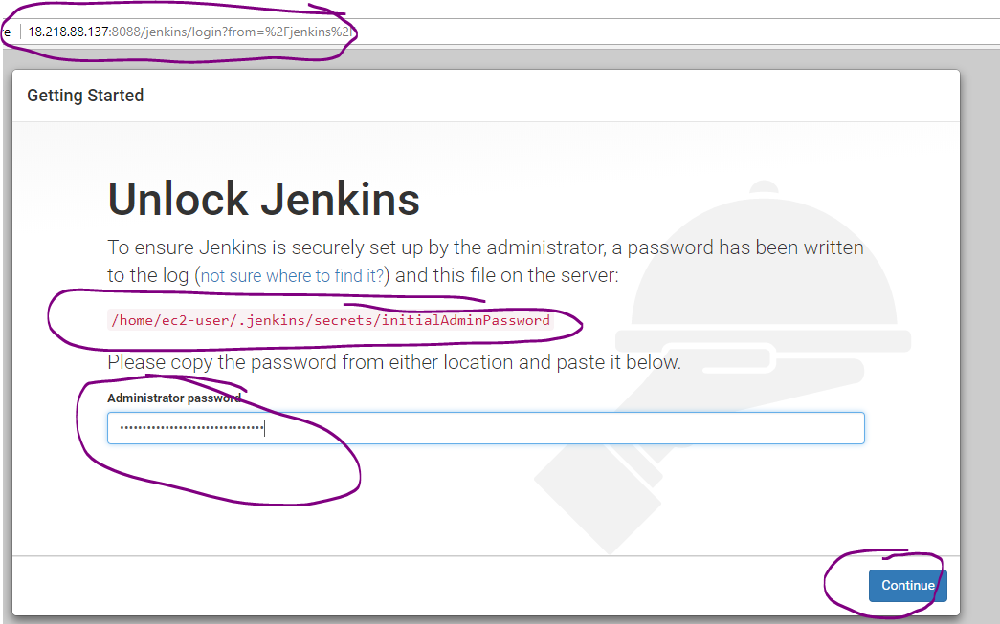 e 18.218.88.137:8088/jenkins/login?from=%2Fjenkins%2F
Getting Started
Unlock Jenkins
To ensure Jenkins is securely set up by the administrator, a password has been written
to the log (not sure where to find it?) and this file on the server:
/home/ec2-user/.jenkins/secrets/initialAdminPassword
Please copy the password from either location and paste it below.
Administrator password
Continue